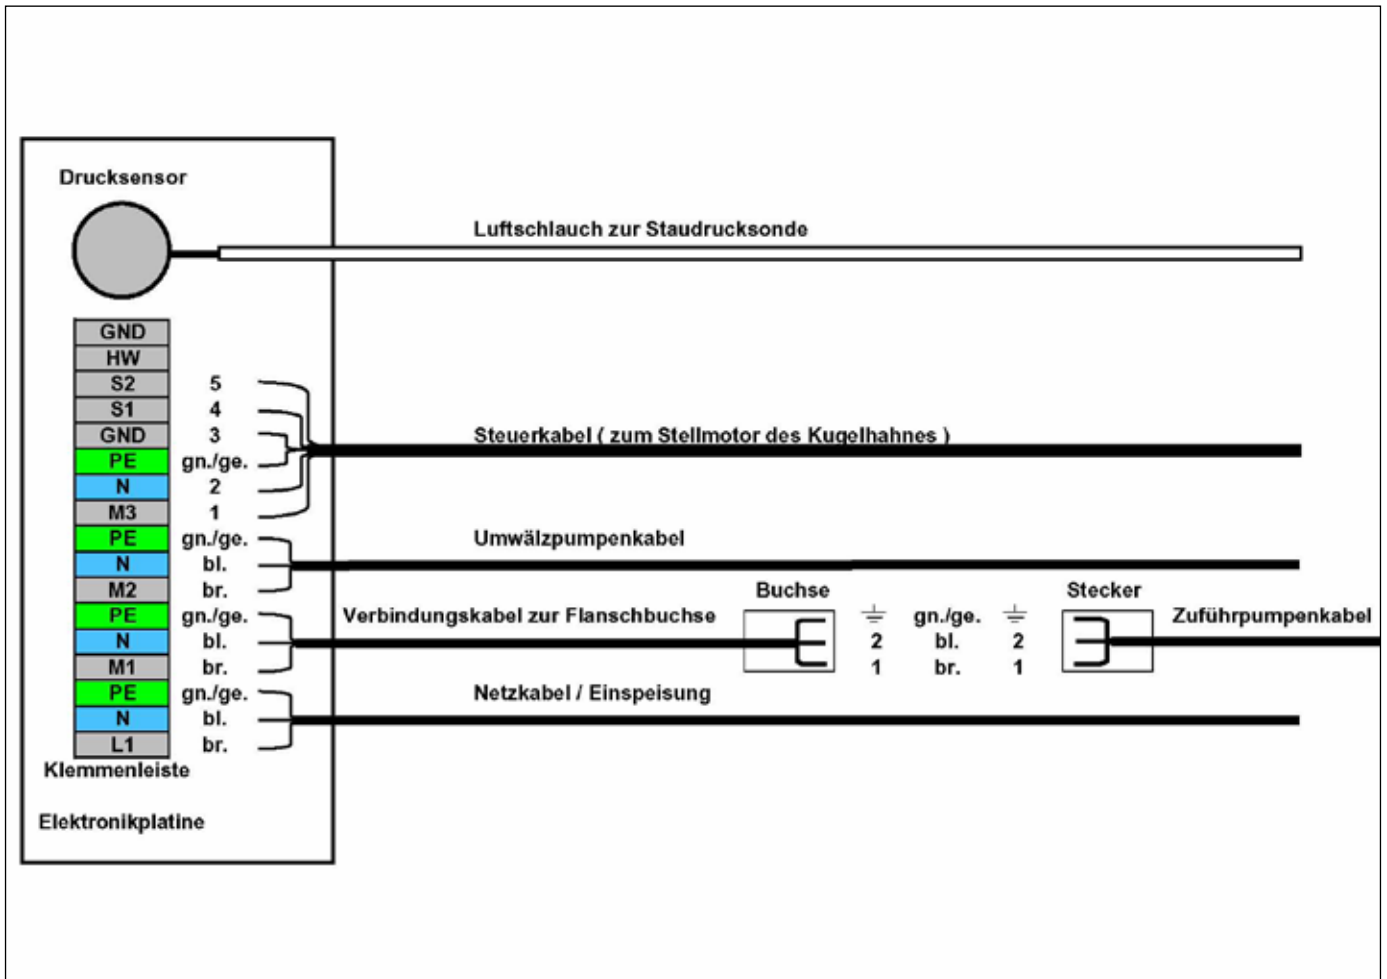 Drucksensor
Luftschlauch zur Staudrucksonde
GND
HW
S2 5
S1 4
GND 3 Steuerkabel ( zum Stellmotor des Kugelhahnes )
PE gn./ge.
N 2
M3 1
PE gn./ge. Umwälzpumpenkabel
N bl.
M2 br. Buchse Stecker
PE gn./ge. Verbindungskabel zur Flanschbuchse gn./ge. Zuführpumpenkabel
N bl. 2 bl. 2
M1 br. 1 br. 1
PE gn./ge. Netzkabel / Einspeisung
N bl.
L1 br.
Klemmenleiste
Elektronikplatine